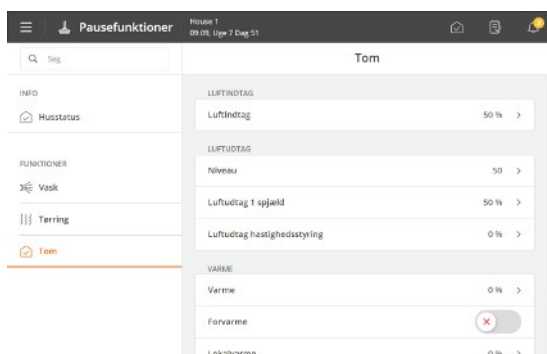 Pausefunktioner
House 1
09:09, Uge 7 Dag 51
Søg
Tom
INFO
Husstatus
FUNKTIONER
Vask
Tørring
Tom
LUFTINDTAG
Luftindtag 50 %
LUFTUDTAG
Niveau 50
Luftudtag 1 spjæld 50 %
Luftudtag hastighedsstyring 0 %
VARME
Varme 0 %
Forvarme
Lokalvarme 0 %